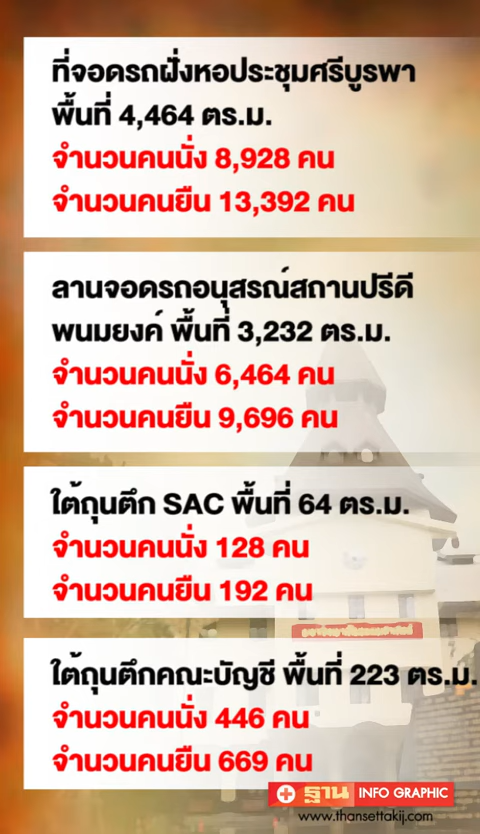 ที่จอดรถฝั่งหอประชุมศรีบูรพา
พื้นที่ 4,464 ตร.ม.
จำนวนคนนั่ง 8,928 คน
จำนวนคนยืน 13,392 คน
ลานจอดรถอนุสรณ์สถานปรีดี
พนมยงค์ พื้นที่ 3,232 ตร.ม.
จำนวนคนนั่ง 6,464 คน
จำนวนคนยืน 9,696 คน
ใต้ถุนตึก SAC พื้นที่ 64 ตร.ม.
จำนวนคนนั่ง 128 คน
จำนวนคนยืน 192 คน
ใต้ถุนตึกคณะบัญชี พื้นที่ 223 ตร.ม.
จำนวนคนนั่ง 446 คน
จำนวนคนยืน 669 คน
ฐาน INFO GRAPHIC
www.thansettakij.com